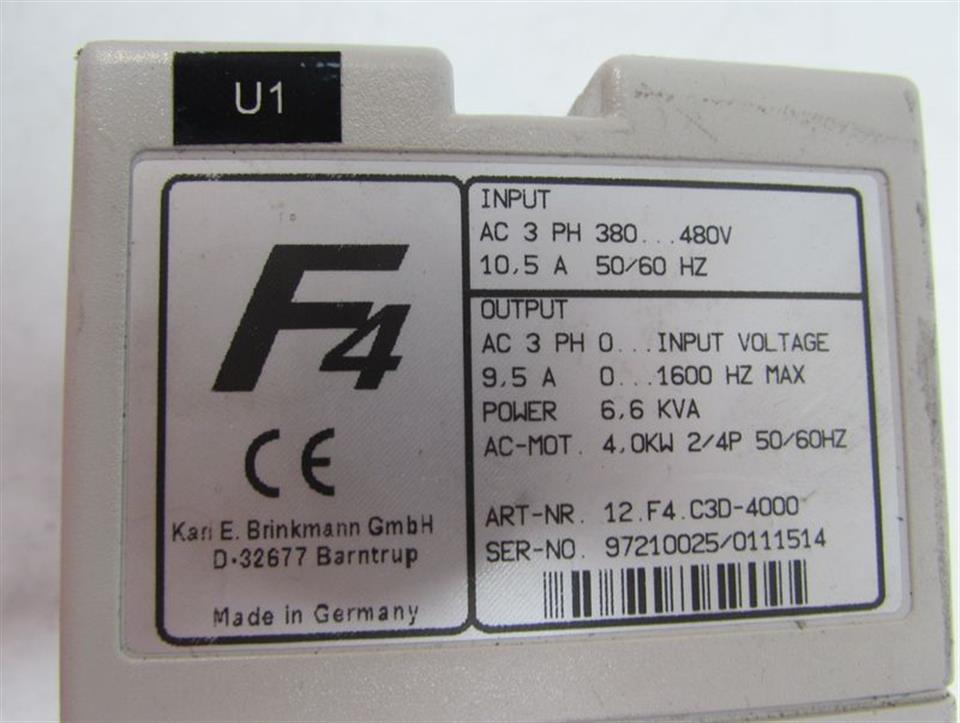 U1
F4
CE
Karl E. Brinkmann GmbH
D-32677 Barntrup
Made in Germany
INPUT
AC 3 PH 380...480V
10,5 A 50/60 HZ
OUTPUT
AC 3 PH 0...INPUT VOLTAGE
9,5 A 0...1600 HZ MAX
POWER 6,6 KVA
AC-MOT. 4,0KW 2/4P 50/60HZ
ART-NR. 12.F4.C3D-4000
SER-NO. 97210025/0111514